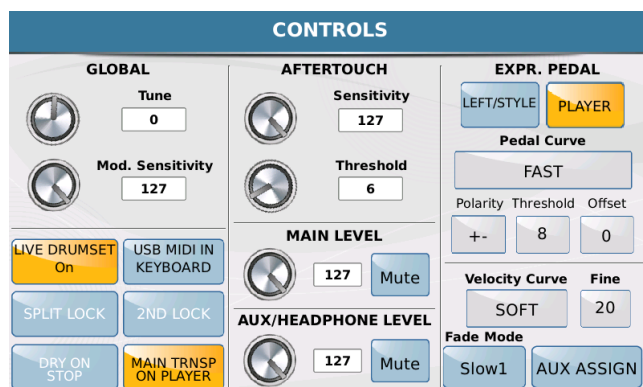 CONTROLS
GLOBAL
Tune
0
Mod. Sensitivity
127
LIVE DRUMSET
On
USB MIDI IN
KEYBOARD
SPLIT LOCK
2ND LOCK
DRY ON
STOP
MAIN TRNSP
ON PLAYER
AFTERTOUCH
Sensitivity
127
Threshold
6
MAIN LEVEL
127
Mute
AUX/HEADPHONE LEVEL
127
Mute
EXPR. PEDAL
LEFT/STYLE
PLAYER
Pedal Curve
FAST
Polarity Threshold Offset
+- 8 0
Velocity Curve Fine
SOFT 20
Fade Mode
Slow1
AUX ASSIGN